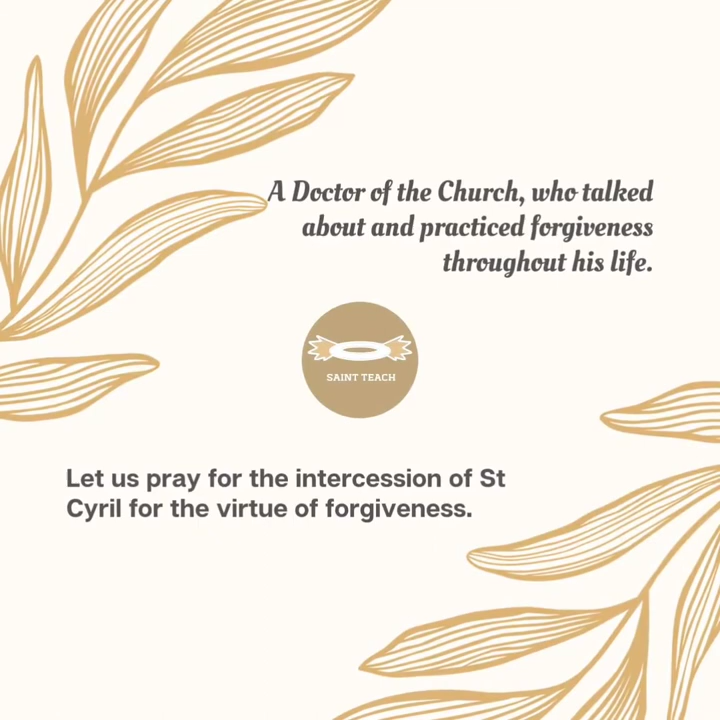 A Doctor of the Church, who talked
about and practiced forgiveness
throughout his life.
SAINT TEACH
Let us pray for the intercession of St
Cyril for the virtue of forgiveness.